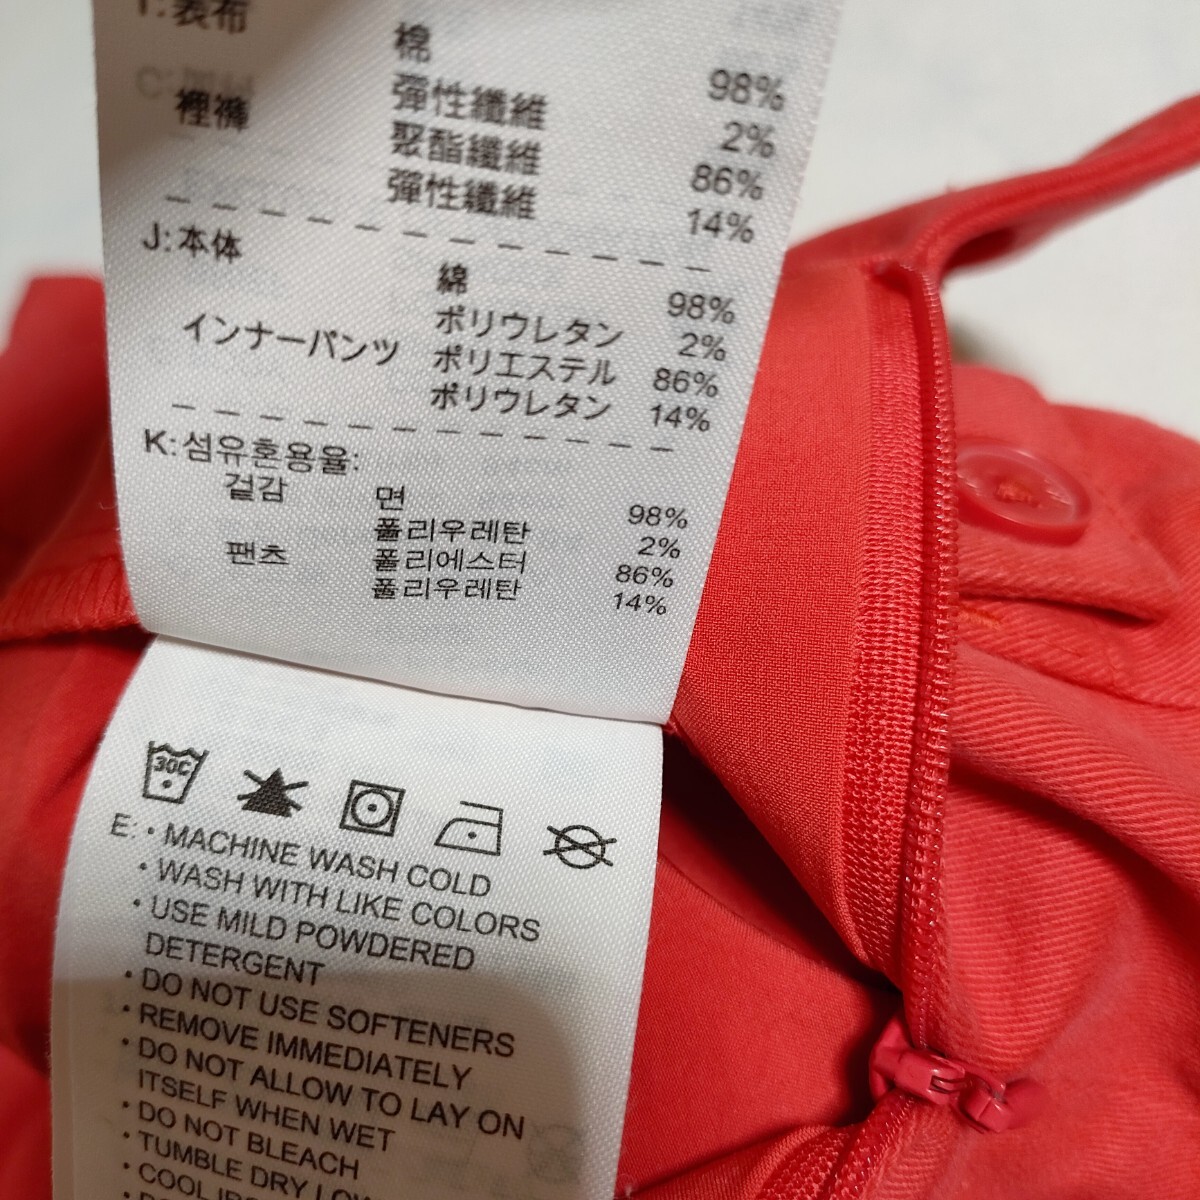 T:表布
棉 98%
彈性纖維 2%
裡褲 聚酯纖維 86%
彈性纖維 14%
J:本体
綿 98%
ポリウレタン 2%
インナーパンツ ポリエステル 86%
ポリウレタン 14%
K:섬유혼용율:
겉감 면 98%
폴리우레탄 2%
팬츠 폴리에스터 86%
폴리우레탄 14%
30C
E:• MACHINE WASH COLD
• WASH WITH LIKE COLORS
• USE MILD POWDERED
DETERGENT
• DO NOT USE SOFTENERS
• REMOVE IMMEDIATELY
• DO NOT ALLOW TO LAY ON
ITSELF WHEN WET
• DO NOT BLEACH
• TUMBLE DRY LOW
• COOL